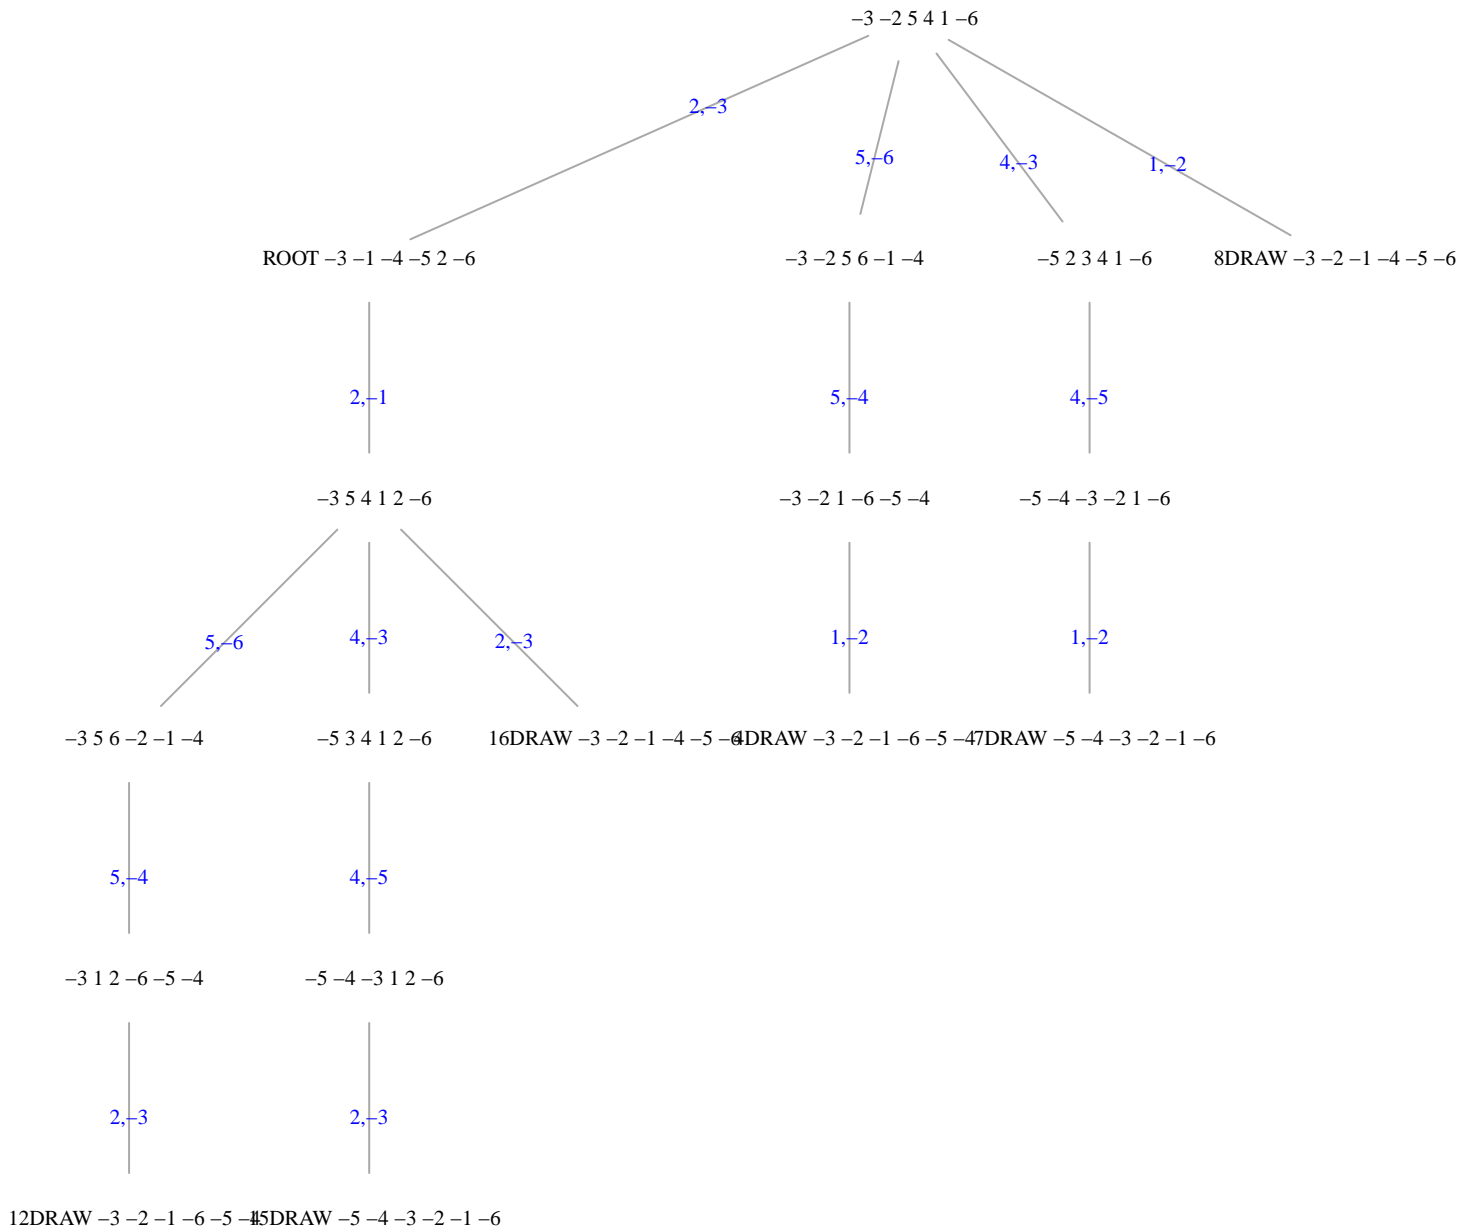 –3 –2 5 4 1 –6
2,–3
5,–6
4,–3
1,–2
ROOT –3 –1 –4 –5 2 –6
–3 –2 5 6 –1 –4
–5 2 3 4 1 –6
8DRAW –3 –2 –1 –4 –5 –6
2,–1
5,–4
4,–5
–3 5 4 1 2 –6
–3 –2 1 –6 –5 –4
–5 –4 –3 –2 1 –6
5,–6
4,–3
2,–3
1,–2
1,–2
–3 5 6 –2 –1 –4
–5 3 4 1 2 –6
16DRAW –3 –2 –1 –4 –5 –6
4DRAW –3 –2 –1 –6 –5 –4
7DRAW –5 –4 –3 –2 –1 –6
5,–4
4,–5
–3 1 2 –6 –5 –4
–5 –4 –3 1 2 –6
2,–3
2,–3
12DRAW –3 –2 –1 –6 –5 –4
15DRAW –5 –4 –3 –2 –1 –6